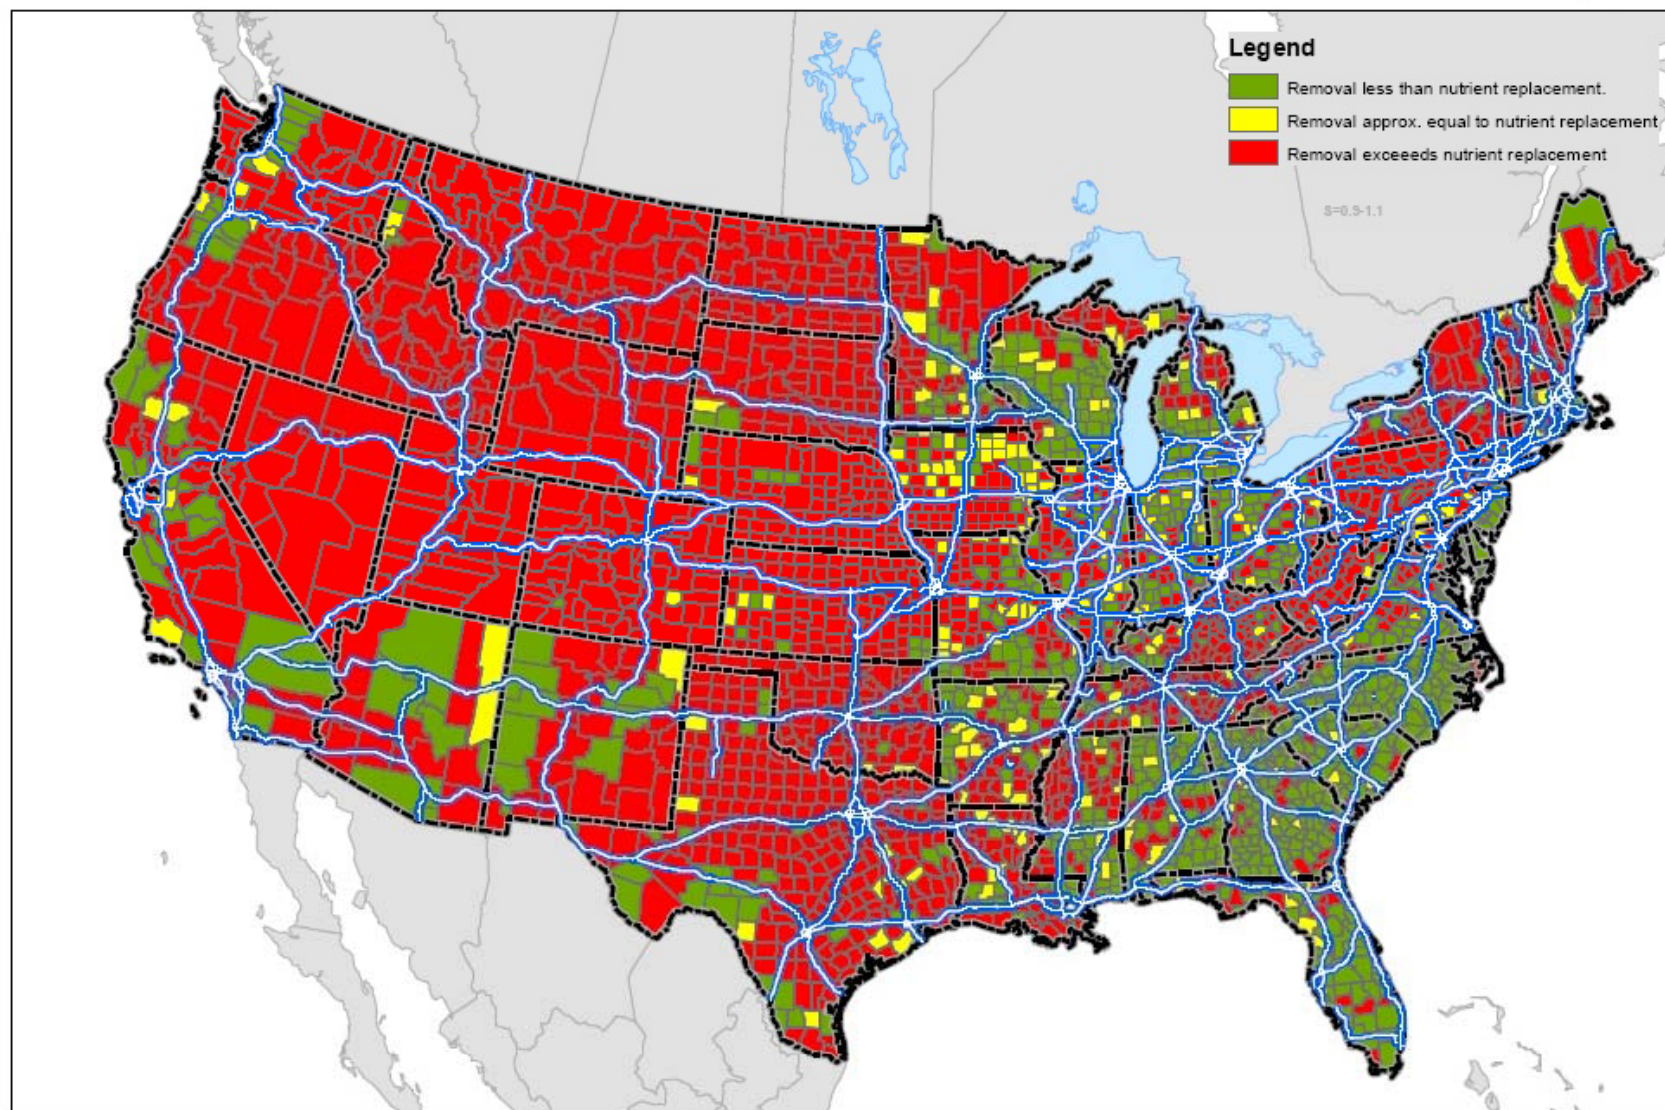 Legend
Removal less than nutrient replacement.
Removal approx. equal to nutrient replacement
Removal exceeeds nutrient replacement
S=0.9-1.1